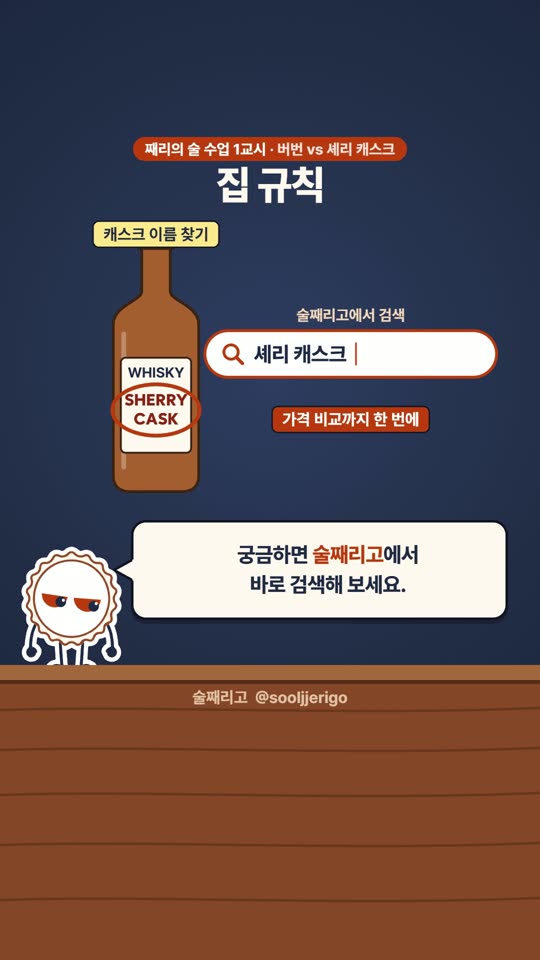 째리의 술 수업 1교시 · 버번 vs 셰리 캐스크
집 규칙
캐스크 이름 찾기
WHISKY
SHERRY
CASK
술째리고에서 검색
셰리 캐스크
가격 비교까지 한 번에
궁금하면 술째리고에서
바로 검색해 보세요.
술째리고 @sooljjerigo